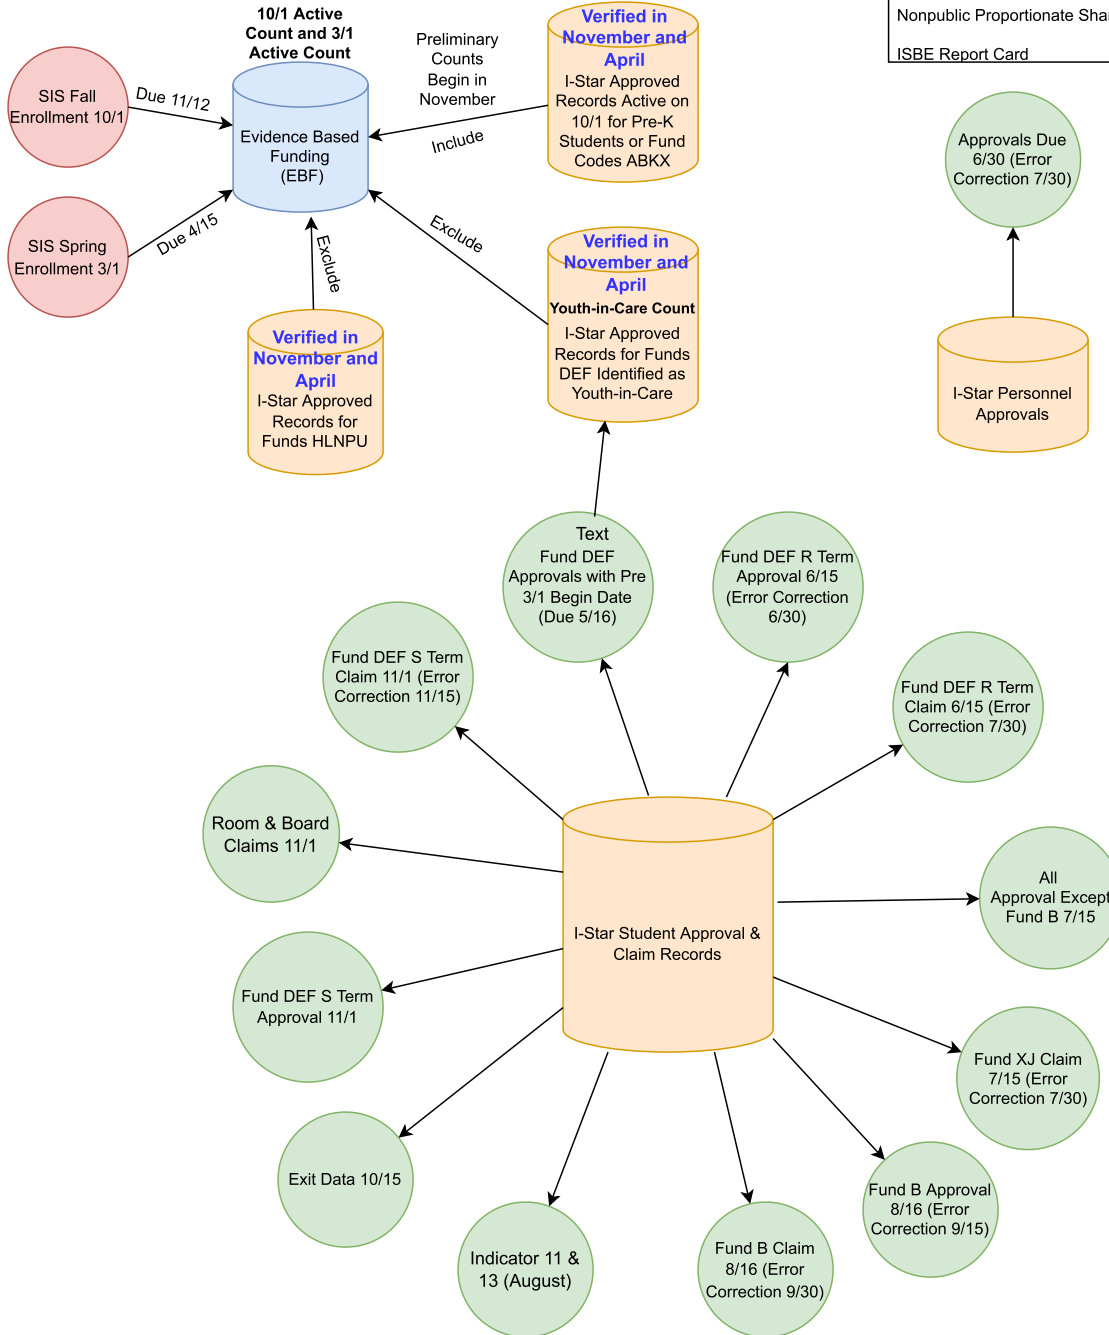 10/1 Active
Count and 3/1
Active Count
Preliminary
Counts
Begin in
November
Include
Verified in
November and
April
I-Star Approved
Records Active on
10/1 for Pre-K
Students or Fund
Codes ABKX
Nonpublic Proportionate Shar
ISBE Report Card
SIS Fall
Enrollment 10/1
Due 11/12
Evidence Based
Funding
(EBF)
Approvals Due
6/30 (Error
Correction 7/30)
SIS Spring
Enrollment 3/1
Due 4/15
Exclude
Exclude
Verified in
November and
April
Youth-in-Care Count
I-Star Approved
Records for Funds
DEF Identified as
Youth-in-Care
Verified in
November and
April
I-Star Approved
Records for
Funds HLNPU
I-Star Personnel
Approvals
Text
Fund DEF
Approvals with Pre
3/1 Begin Date
(Due 5/16)
Fund DEF R Term
Approval 6/15
(Error Correction
6/30)
Fund DEF S Term
Claim 11/1 (Error
Correction 11/15)
Fund DEF R Term
Claim 6/15 (Error
Correction 7/30)
Room & Board
Claims 11/1
All
Approval Except
Fund B 7/15
I-Star Student Approval &
Claim Records
Fund DEF S Term
Approval 11/1
Fund XJ Claim
7/15 (Error
Correction 7/30)
Exit Data 10/15
Fund B Approval
8/16 (Error
Correction 9/15)
Indicator 11 &
13 (August)
Fund B Claim
8/16 (Error
Correction 9/30)